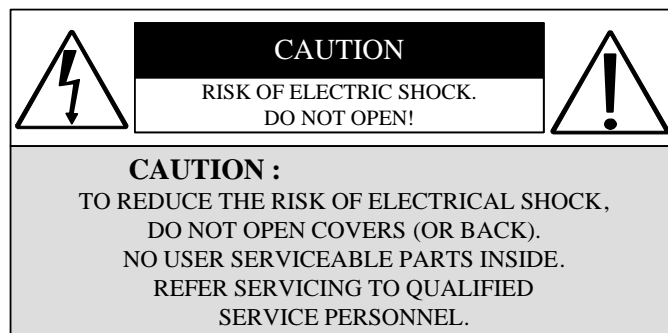 CAUTION
RISK OF ELECTRIC SHOCK.
DO NOT OPEN!
CAUTION :
TO REDUCE THE RISK OF ELECTRICAL SHOCK,
DO NOT OPEN COVERS (OR BACK).
NO USER SERVICEABLE PARTS INSIDE.
REFER SERVICING TO QUALIFIED
SERVICE PERSONNEL.